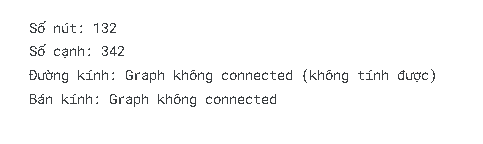 Số nút: 132
Số cạnh: 342
Đường kính: Graph không connected (không tính được)
Bán kính: Graph không connected